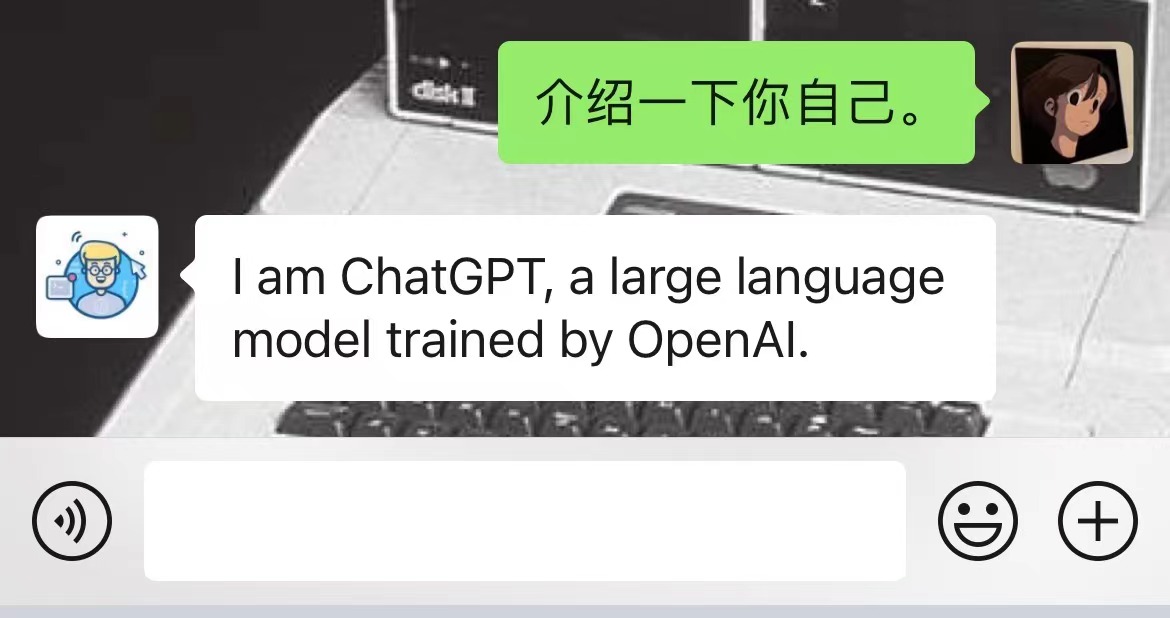 disk II
介绍一下你自己。
I am ChatGPT, a large language
model trained by OpenAI.